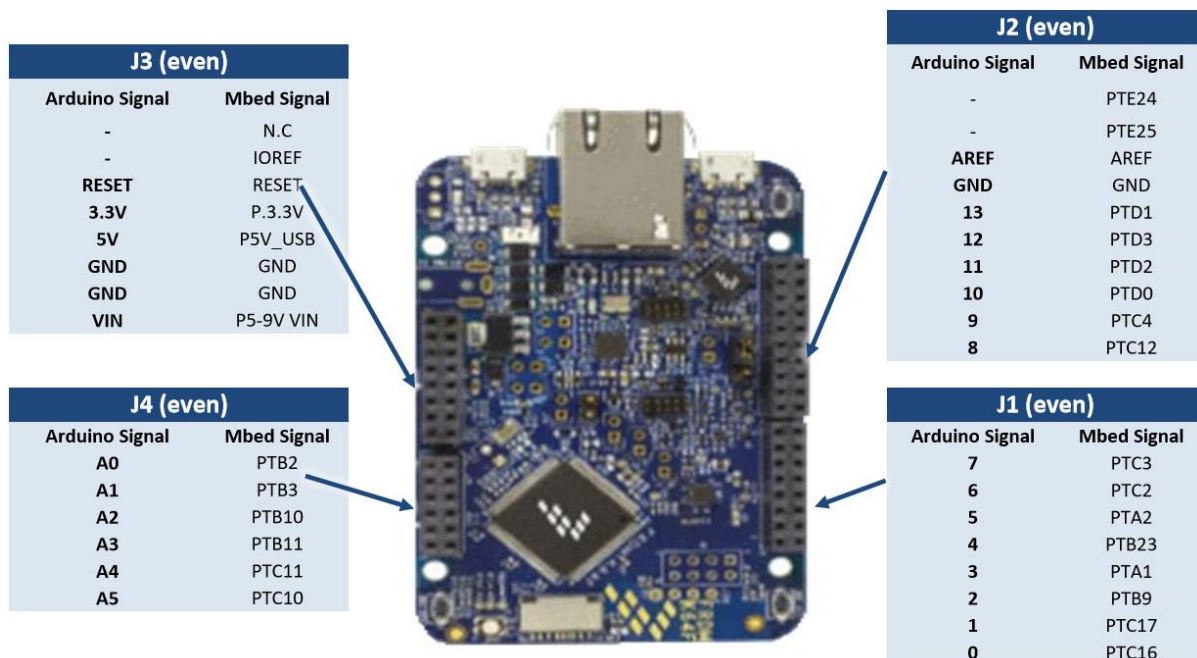 J3 (even)
Arduino Signal Mbed Signal
- N.C
- IOREF
RESET RESET
3.3V P.3.3V
5V P5V_USB
GND GND
GND GND
VIN P5-9V VIN
J4 (even)
Arduino Signal Mbed Signal
A0 PTB2
A1 PTB3
A2 PTB10
A3 PTB11
A4 PTC11
A5 PTC10
J2 (even)
Arduino Signal Mbed Signal
- PTE24
- PTE25
AREF AREF
GND GND
13 PTD1
12 PTD3
11 PTD2
10 PTD0
9 PTC4
8 PTC12
J1 (even)
Arduino Signal Mbed Signal
7 PTC3
6 PTC2
5 PTA2
4 PTB23
3 PTA1
2 PTB9
1 PTC17
0 PTC16